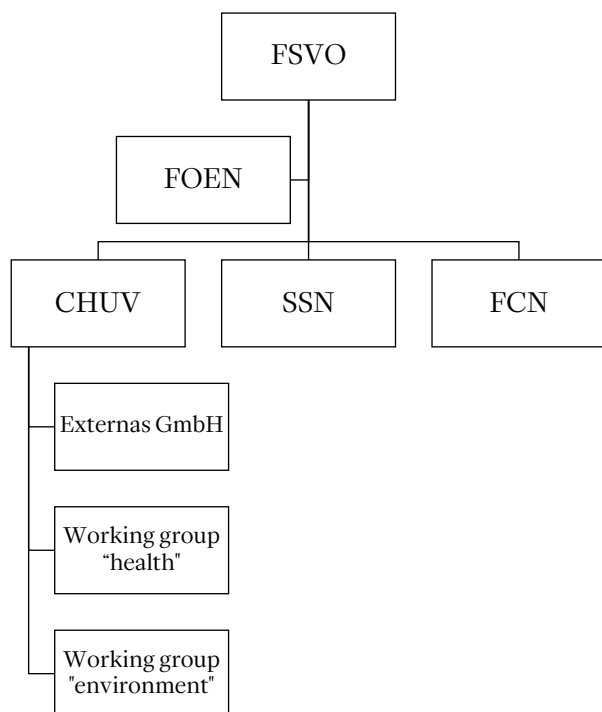 FSVO
FOEN
CHUV
SSN
FCN
Externas GmbH
Working group
“health"
Working group
"environment"